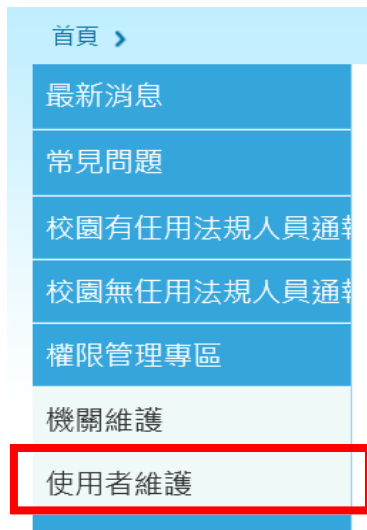 首頁 >
最新消息
常見問題
校園有任用法規人員通
校園無任用法規人員通
權限管理專區
機關維護
使用者維護